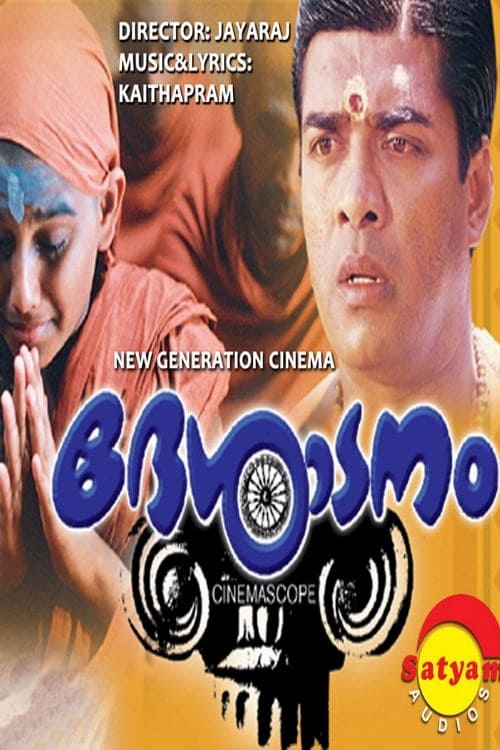 DIRECTOR: JAYARAJ
MUSIC&LYRICS:
KAITHAPRAM
NEW GENERATION CINEMA
ദേശാടനം
CINEMASCOPE
Satyam
AUDIOS